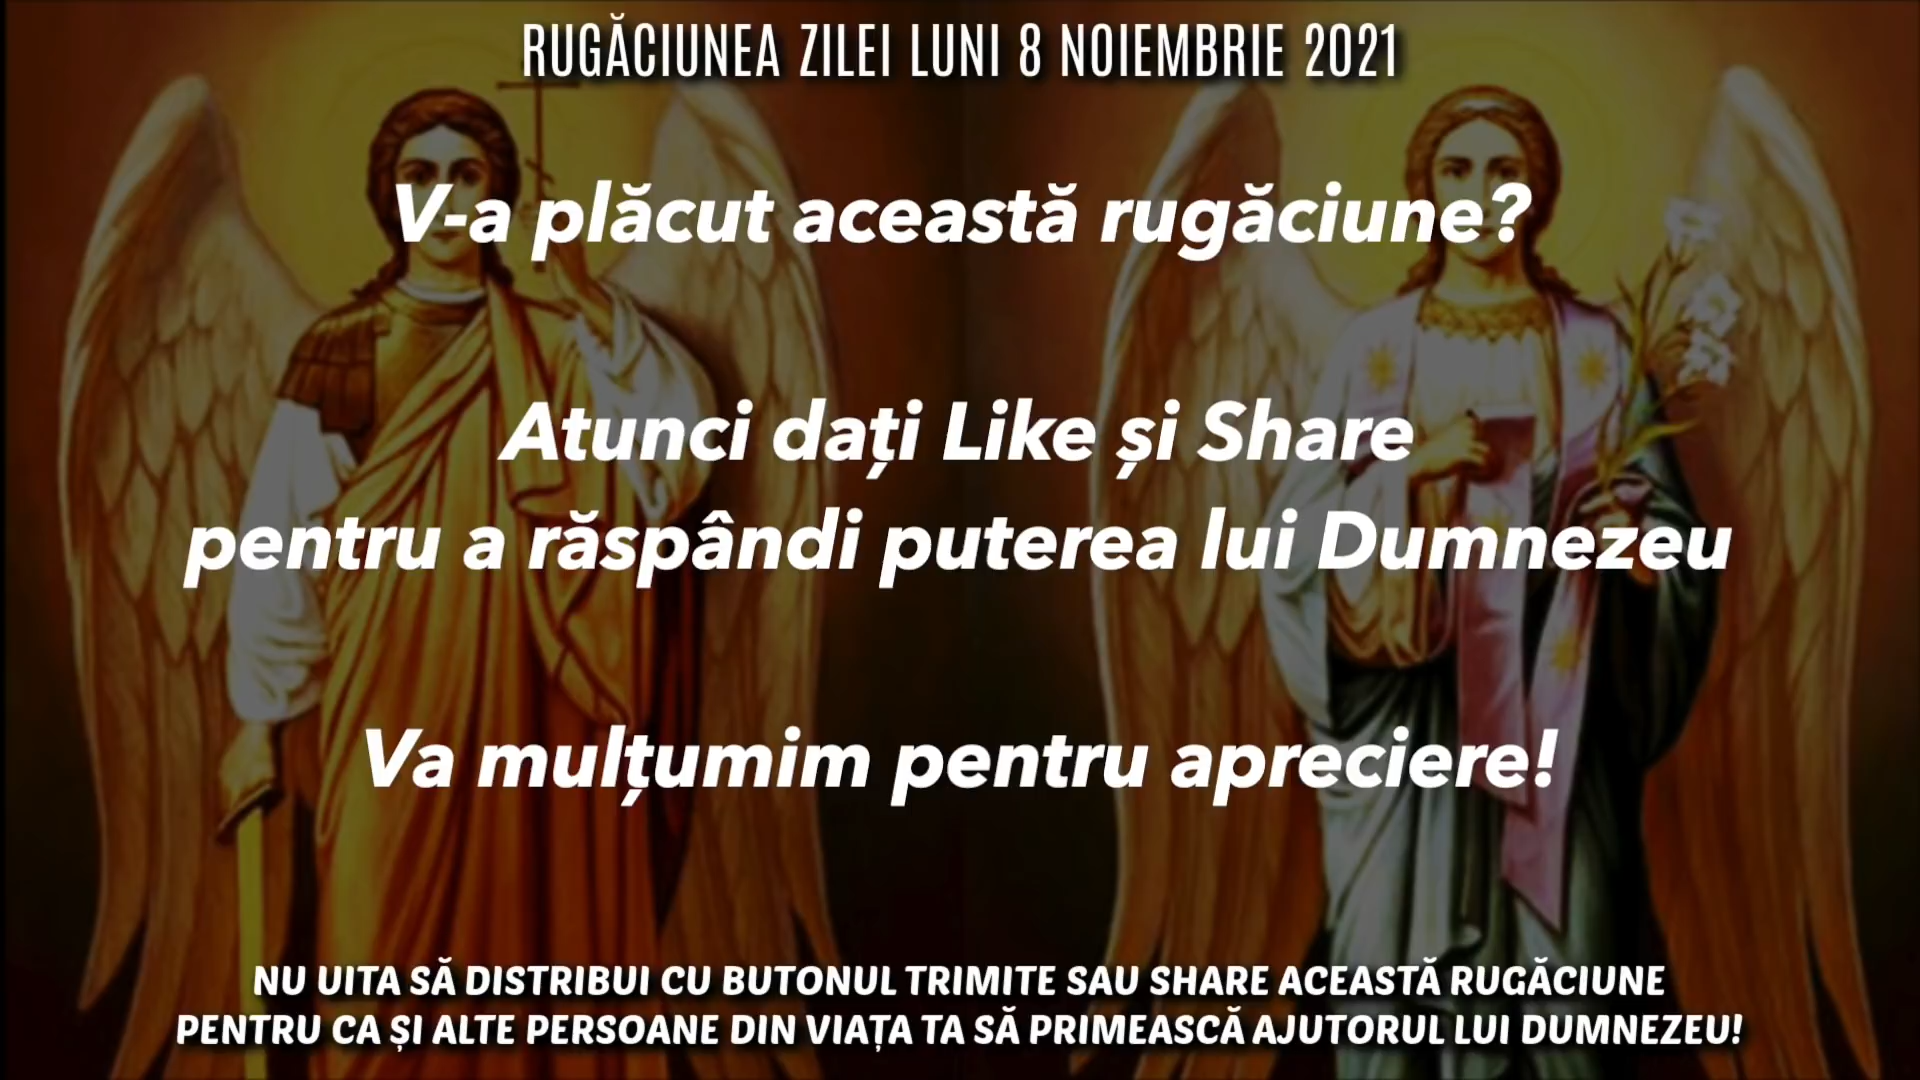 RUGĂCIUNEA ZILEI LUNI 8 NOIEMBRIE 2021
V-a plăcut această rugăciune?
Atunci dați Like și Share
pentru a răspândi puterea lui Dumnezeu
Va mulțumim pentru apreciere!
NU UITA SĂ DISTRIBUI CU BUTONUL TRIMITE SAU SHARE ACEASTĂ RUGĂCIUNE
PENTRU CA ȘI ALTE PERSOANE DIN VIAȚA TA SĂ PRIMEASCĂ AJUTORUL LUI DUMNEZEU!